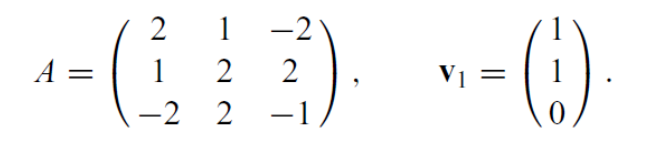 A = ( 2 1 −2
1 2 2
−2 2 −1 ) , v₁ = ( 1
1
0 ) .